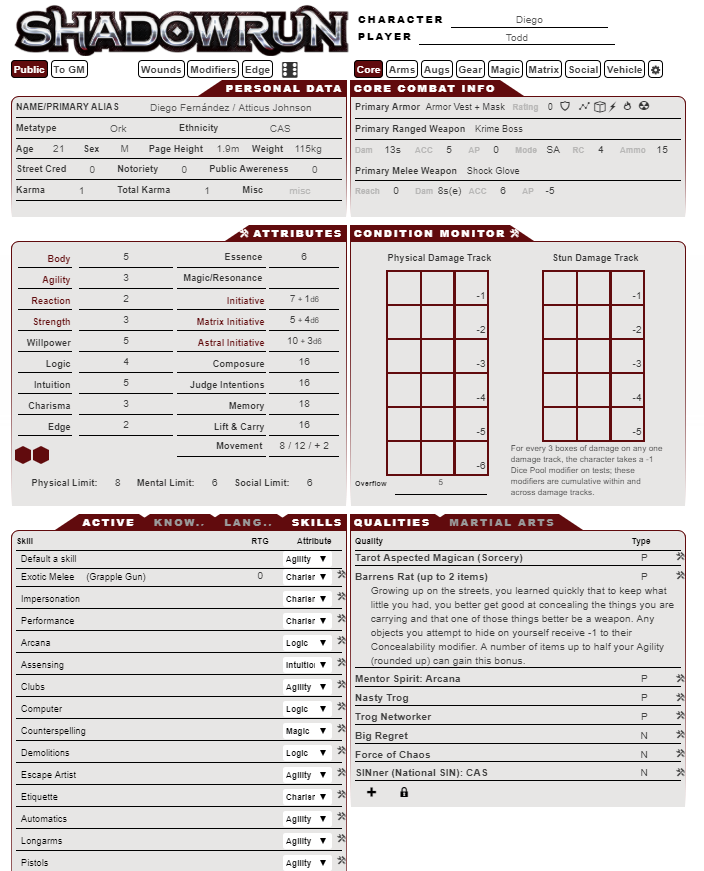 SHADOWRUN
CHARACTER Diego
PLAYER Todd
Public To GM Wounds Modifiers Edge
Core Arms Augs Gear Magic Matrix Social Vehicle
PERSONAL DATA
NAME/PRIMARY ALIAS Diego Fernández / Atticus Johnson
Metatype Ork Ethnicity CAS
Age 21 Sex M Page Height 1.9m Weight 115kg
Street Cred 0 Notoriety 0 Public Awareness 0
Karma 1 Total Karma 1 Misc misc
CORE COMBAT INFO
Primary Armor Armor Vest + Mask Rating 0
Primary Ranged Weapon Krime Boss
Dam 13s ACC 5 AP 0 Mode SA RC 4 Ammo 15
Primary Melee Weapon Shock Glove
Reach 0 Dam 8s(e) ACC 6 AP -5
ATTRIBUTES
Body 5 Essence 6
Agility 3 Magic/Resonance
Reaction 2 Initiative 7 + 1d6
Strength 3 Matrix Initiative 5 + 4d6
Willpower 5 Astral Initiative 10 + 3d6
Logic 4 Composure 16
Intuition 5 Judge Intentions 16
Charisma 3 Memory 18
Edge 2 Lift & Carry 16
Movement 8 / 12 / + 2
Physical Limit: 8 Mental Limit: 6 Social Limit: 6
CONDITION MONITOR
Physical Damage Track Stun Damage Track
-1 -1
-2 -2
-3 -3
-4 -4
-5 -5
-6
For every 3 boxes of damage on any one
damage track, the character takes a -1
Dice Pool modifier on tests; these
modifiers are cumulative within and
across damage tracks.
Overflow 5
ACTIVE KNOW.. LANG.. SKILLS
Skill RTG Attribute
Default a skill Agility ▼
Exotic Melee (Grapple Gun) 0 Charisr ▼
Impersonation Charisr ▼
Performance Charisr ▼
Arcana Logic ▼
Assensing Intuitioi ▼
Clubs Agility ▼
Computer Logic ▼
Counterspelling Magic ▼
Demolitions Logic ▼
Escape Artist Agility ▼
Etiquette Charisr ▼
Automatics Agility ▼
Longarms Agility ▼
Pistols Agility ▼
QUALITIES MARTIAL ARTS
Quality Type
Tarot Aspected Magican (Sorcery) P
Barrens Rat (up to 2 items) P
Growing up on the streets, you learned quickly that to keep what
little you had, you better get good at concealing the things you are
carrying and that one of those things better be a weapon. Any
objects you attempt to hide on yourself receive -1 to their
Concealability modifier. A number of items up to half your Agility
(rounded up) can gain this bonus.
Mentor Spirit: Arcana P
Nasty Trog P
Trog Networker P
Big Regret N
Force of Chaos N
SINner (National SIN): CAS N